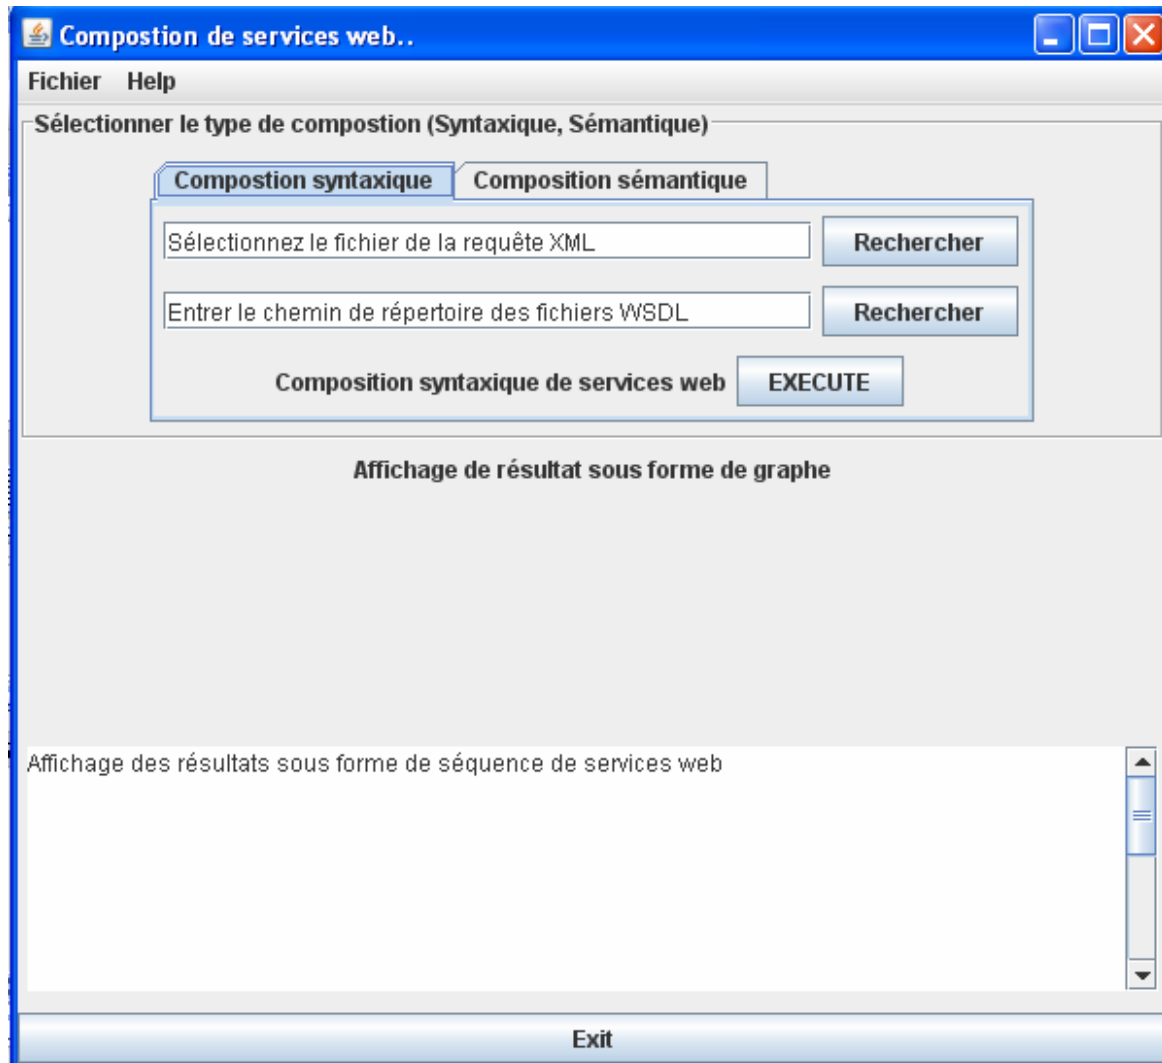 Compostion de services web..
Fichier Help
Sélectionner le type de compostion (Syntaxique, Sémantique)
Compostion syntaxique Composition sémantique
Sélectionnez le fichier de la requête XML Rechercher
Entrer le chemin de répertoire des fichiers WSDL Rechercher
Composition syntaxique de services web EXECUTE
Affichage de résultat sous forme de graphe
Affichage des résultats sous forme de séquence de services web
Exit